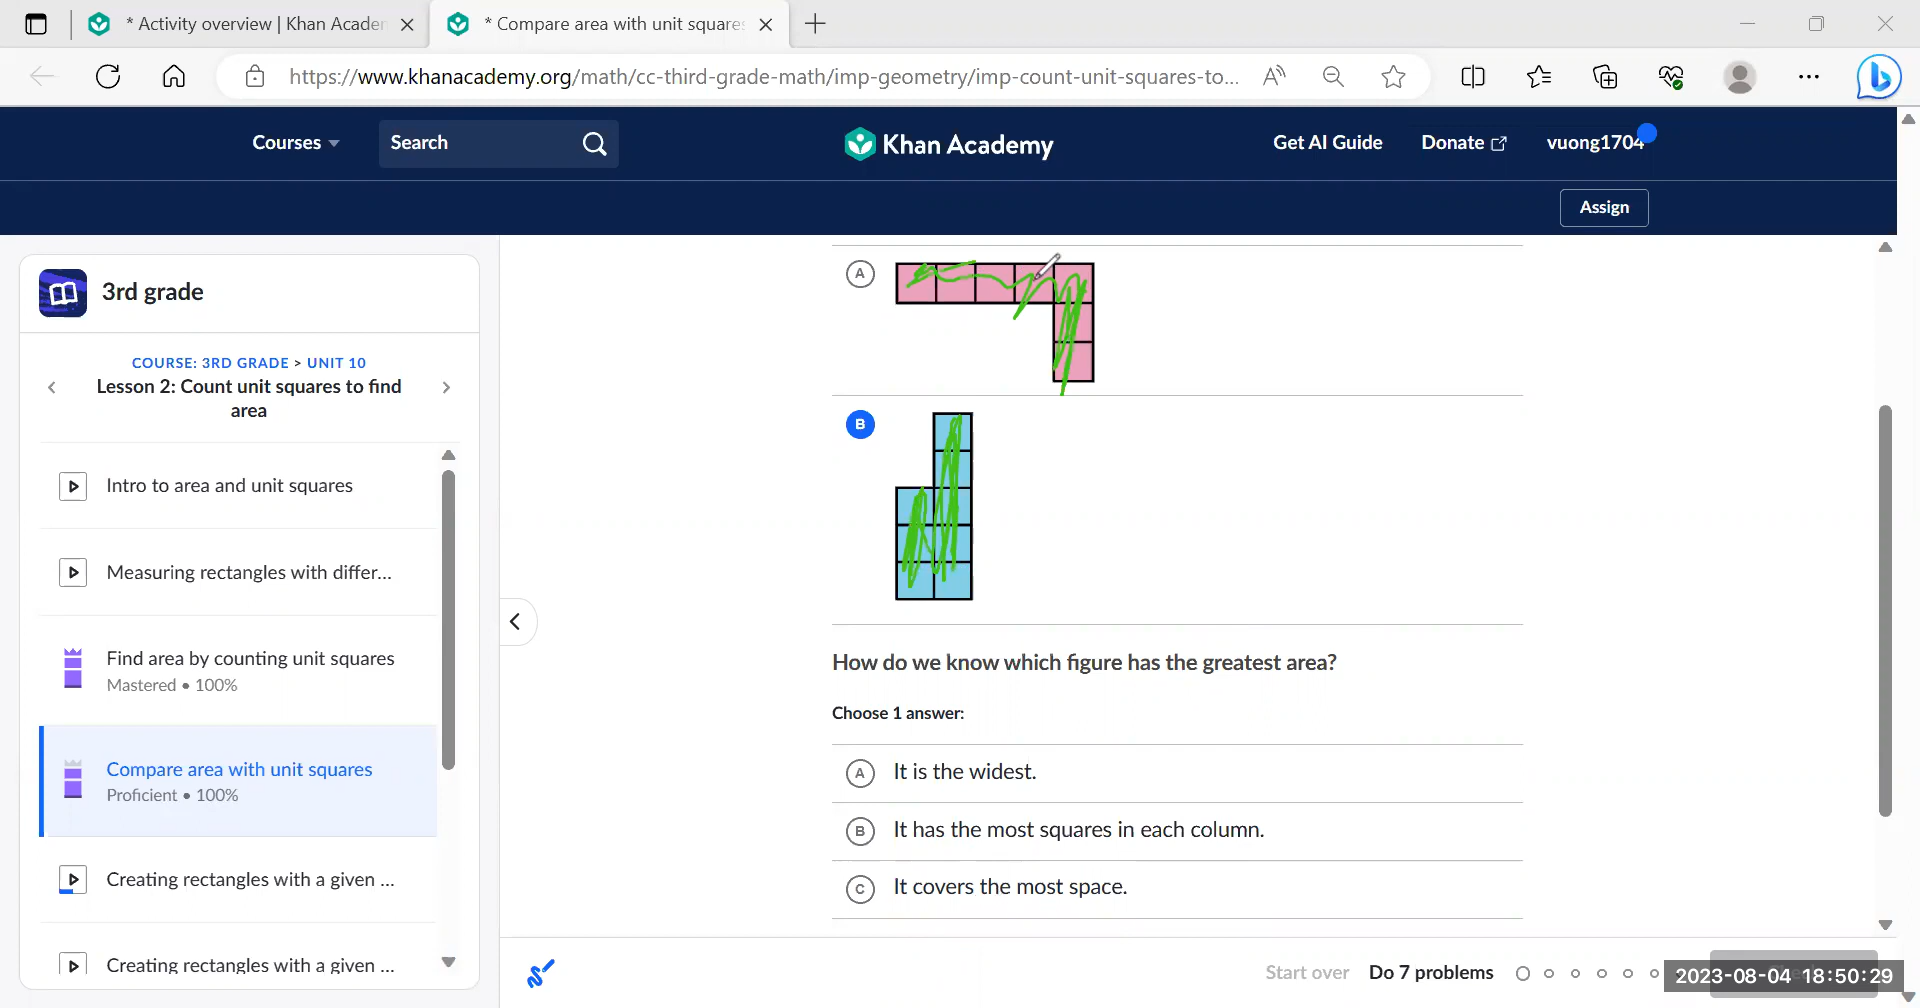 * Activity overview | Khan Academ
* Compare area with unit squares
https://www.khanacademy.org/math/cc-third-grade-math/imp-geometry/imp-count-unit-squares-to...
Courses
Search
Khan Academy
Get AI Guide
Donate
vuong1704
Assign
3rd grade
COURSE: 3RD GRADE > UNIT 10
Lesson 2: Count unit squares to find
area
Intro to area and unit squares
Measuring rectangles with differ...
Find area by counting unit squares
Mastered • 100%
Compare area with unit squares
Proficient • 100%
Creating rectangles with a given ...
Creating rectangles with a given ...
A
B
How do we know which figure has the greatest area?
Choose 1 answer:
A It is the widest.
B It has the most squares in each column.
C It covers the most space.
Start over
Do 7 problems
2023-08-04 18:50:29